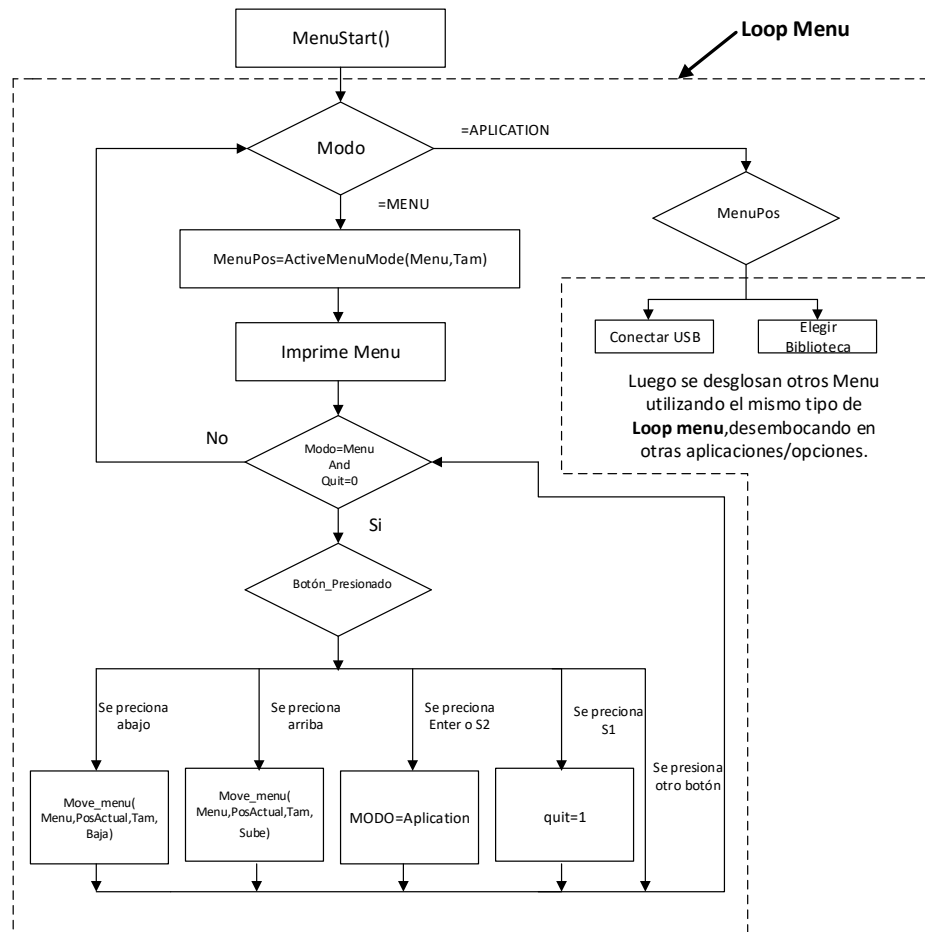 MenuStart()
Loop Menu
Modo
=APLICATION
=MENU
MenuPos
MenuPos=ActiveMenuMode(Menu,Tam)
Conectar USB
Elegir
Biblioteca
Imprime Menu
Luego se desglosan otros Menu
utilizando el mismo tipo de
Loop menu,desembocando en
otras aplicaciones/opciones.
No
Modo=Menu
And
Quit=0
Si
Botón_Presionado
Se preciona
abajo
Se preciona
arriba
Se preciona
Enter o S2
Se preciona
S1
Se presiona
otro botón
Move_menu(
Menu,PosActual,Tam,
Baja)
Move_menu(
Menu,PosActual,Tam,
Sube)
MODO=Aplication
quit=1